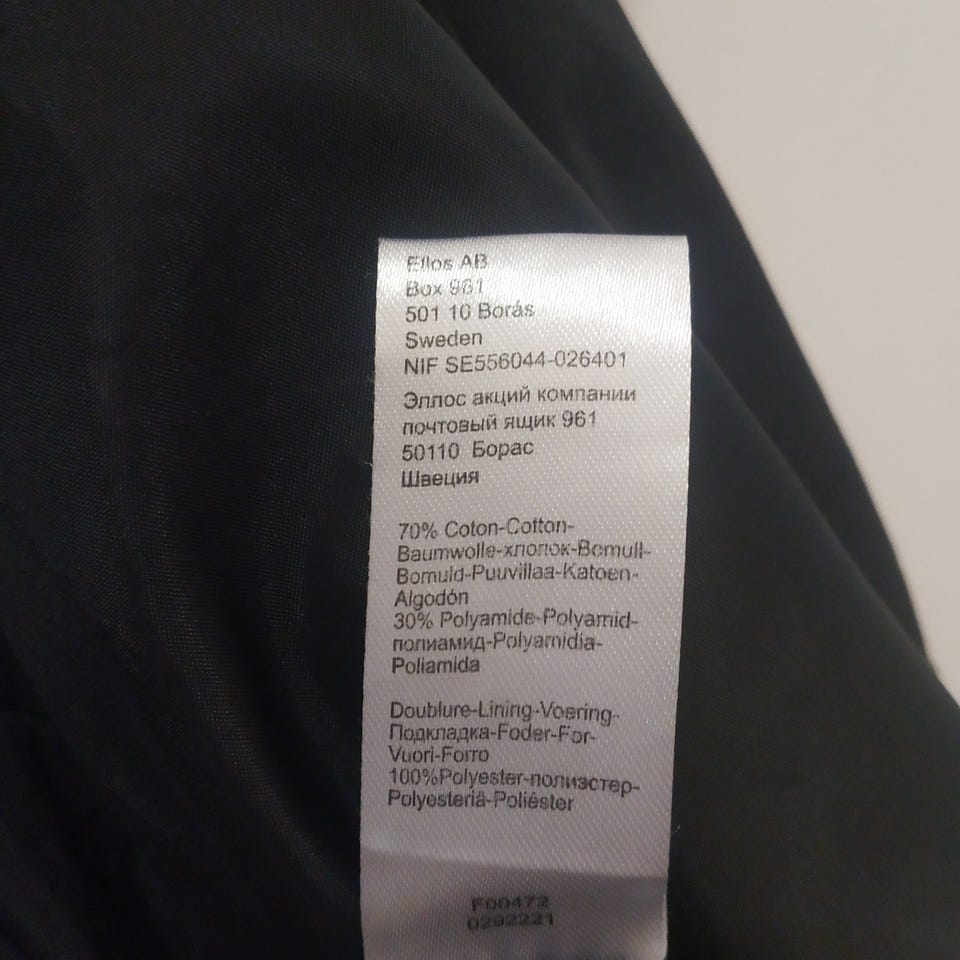 Ellos AB
Box 961
501 10 Borås
Sweden
NIF SE556044-026401
Эллос акций компании
почтовый ящик 961
50110 Борас
Швеция
70% Coton-Cotton-
Baumwolle-хлопок-Bomull-
Bomuld-Puuvillaa-Katoen-
Algodón
30% Polyamide-Polyamid-
полиамид-Polyamidia-
Poliamida
Doublure-Lining-Voering-
Подкладка-Foder-For-
Vuori-Forro
100%Polyester-полиэстер-
Polyesteriä-Poliéster
F00472
0292221